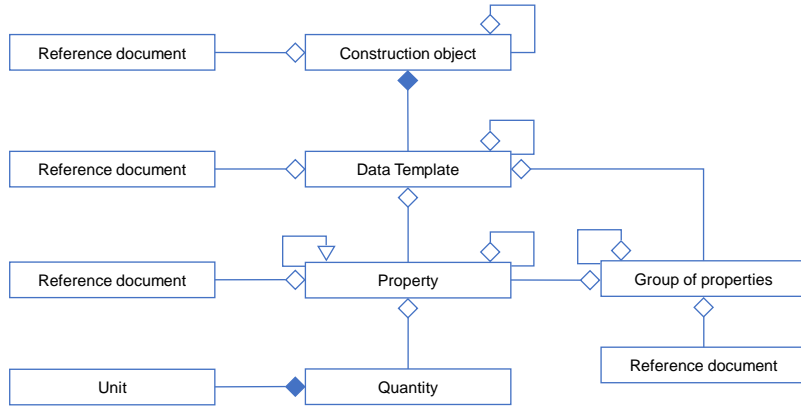 Reference document
Construction object
Reference document
Data Template
Reference document
Property
Group of properties
Reference document
Unit
Quantity